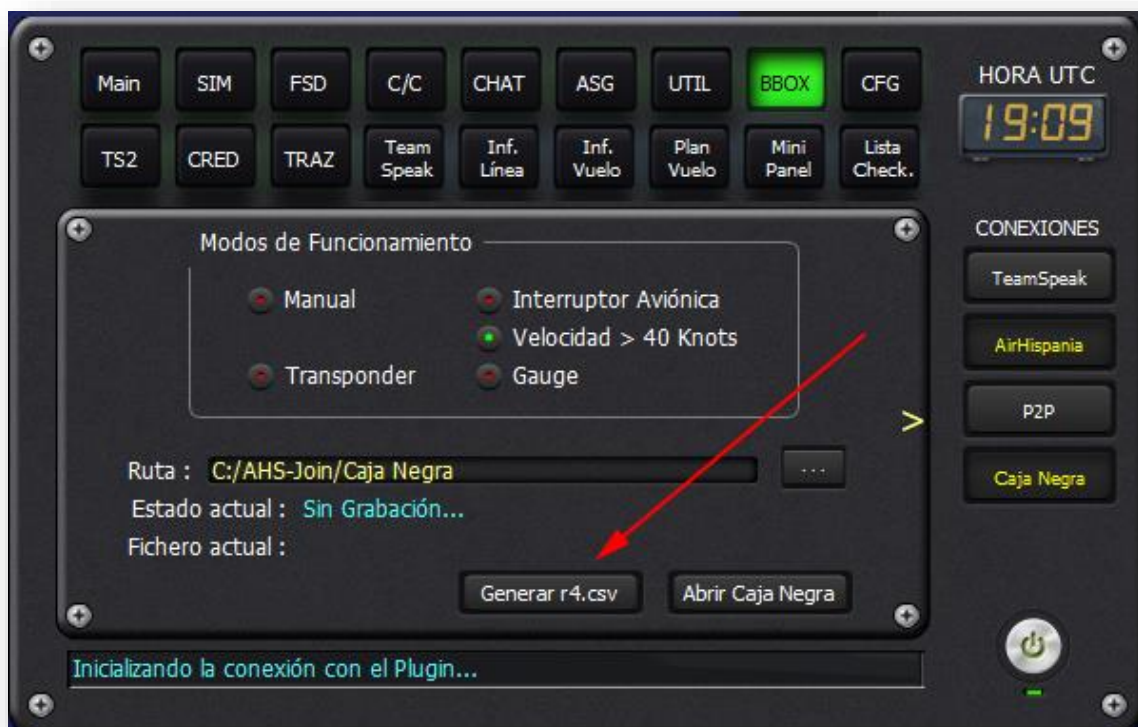 Main SIM FSD C/C CHAT ASG UTIL BBOX CFG
TS2 CRED TRAZ Team Speak Inf. Línea Inf. Vuelo Plan Vuelo Mini Panel Lista Check.
HORA UTC
19:09
Modos de Funcionamiento
Manual
Interruptor Aviónica
Velocidad > 40 Knots
Transponder
Gauge
>
Ruta : C:/AHS-Join/Caja Negra ...
Estado actual : Sin Grabación...
Fichero actual :
Generar r4.csv Abrir Caja Negra
Inicializando la conexión con el Plugin...
CONEXIONES
TeamSpeak
AirHispania
P2P
Caja Negra